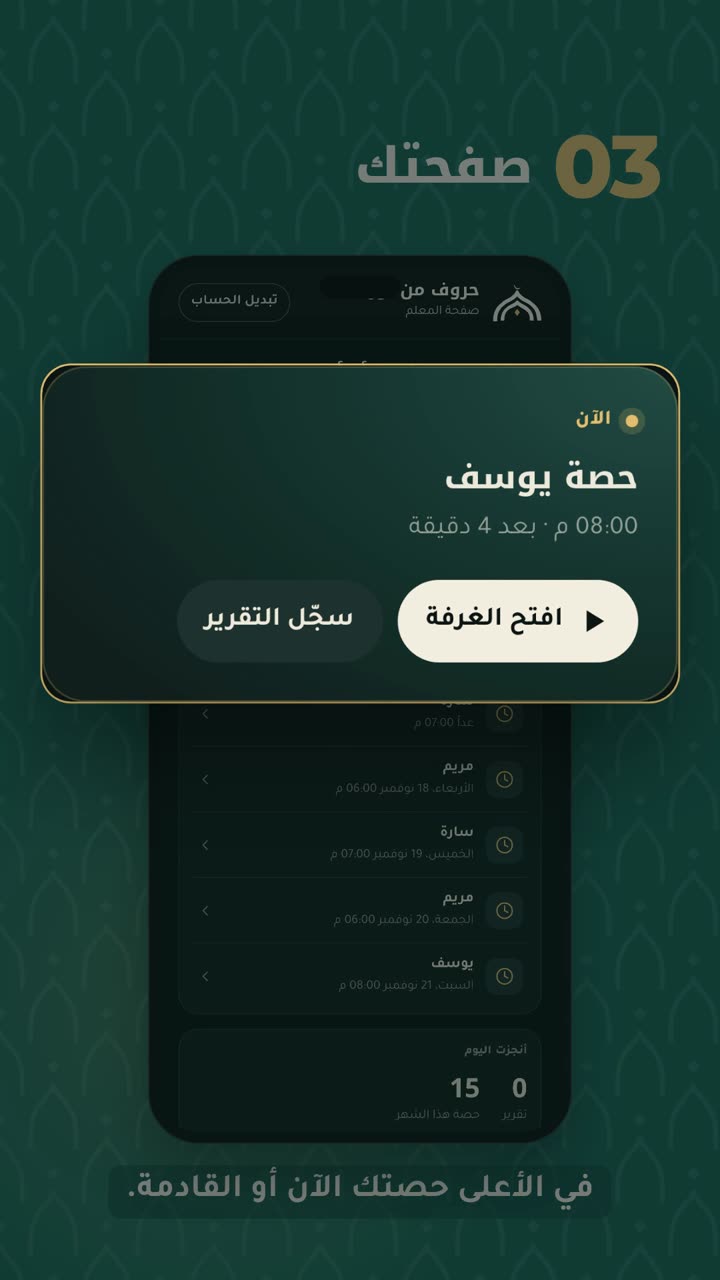 03 صفحتك
حروف من
صفحة المعلم
تبديل الحساب
الآن
حصة يوسف
08:00 م · بعد 4 دقيقة
افتح الغرفة
سجّل التقرير
سارة
غداً 07:00 م
مريم
الأربعاء، 18 نوفمبر 06:00 م
سارة
الخميس، 19 نوفمبر 07:00 م
مريم
الجمعة، 20 نوفمبر 06:00 م
يوسف
السبت، 21 نوفمبر 08:00 م
أنجزت اليوم
0 15
تقرير حصة هذا الشهر
في الأعلى حصتك الآن أو القادمة.